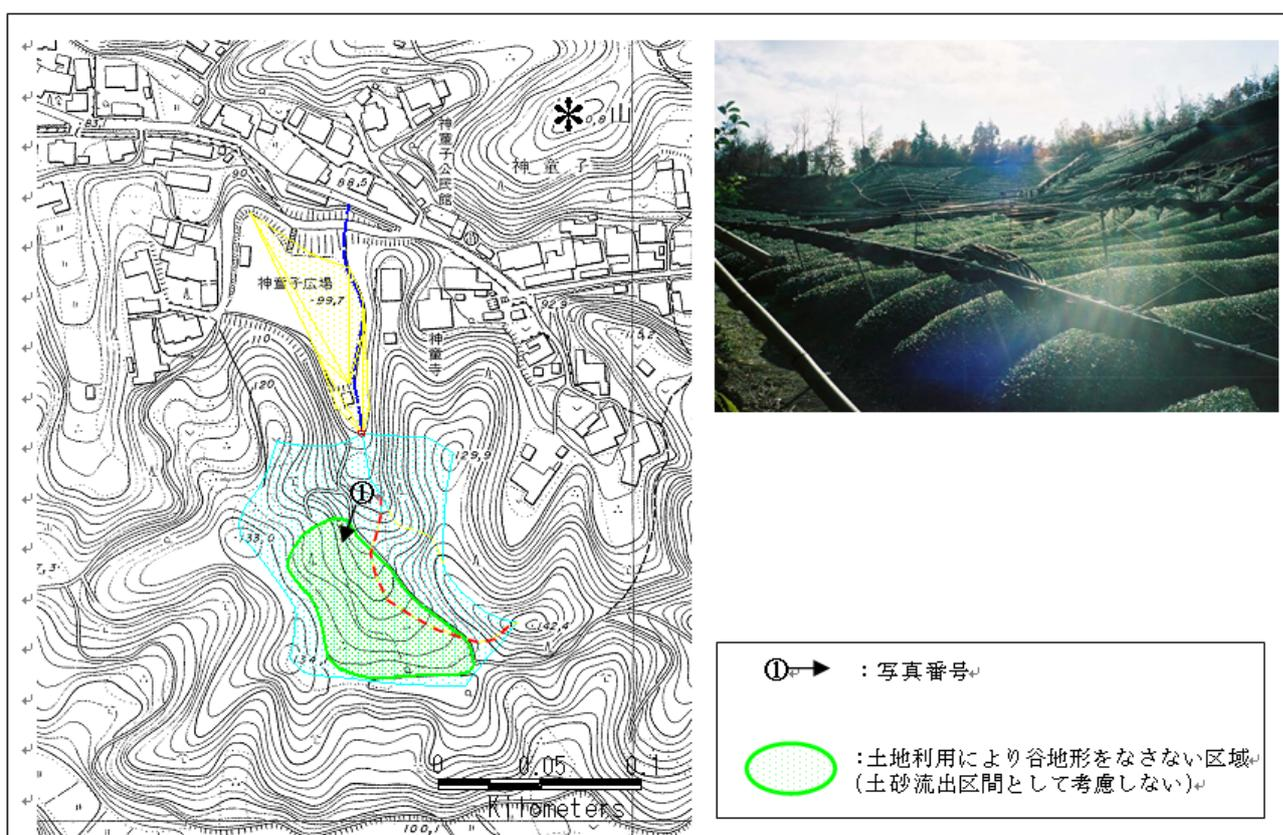 83,1
90
88,5
神童子公民館
0,8
山
神童子
神童子広場
99,7
神童寺
92,9
110
120
129,9
①
133,0
142,4
134,
0 0.05 0.1
Kilometers
100,1
①→ :写真番号
:土地利用により谷地形をなさない区域
(土砂流出区間として考慮しない)